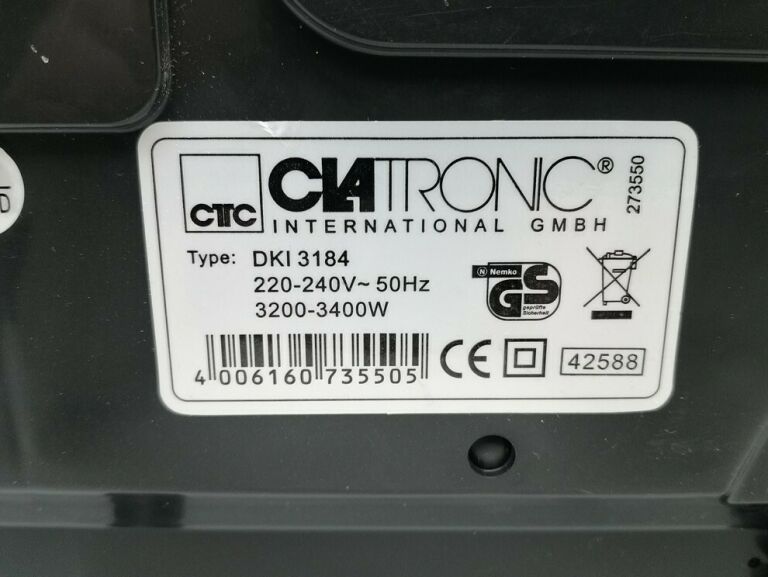 CTC
CLATRONIC®
INTERNATIONAL GMBH
273550
Type: DKI 3184
220-240V~ 50Hz
3200-3400W
N Nemko
GS
geprüfte
Sicherheit
4 006160 735505
CE
42588
D